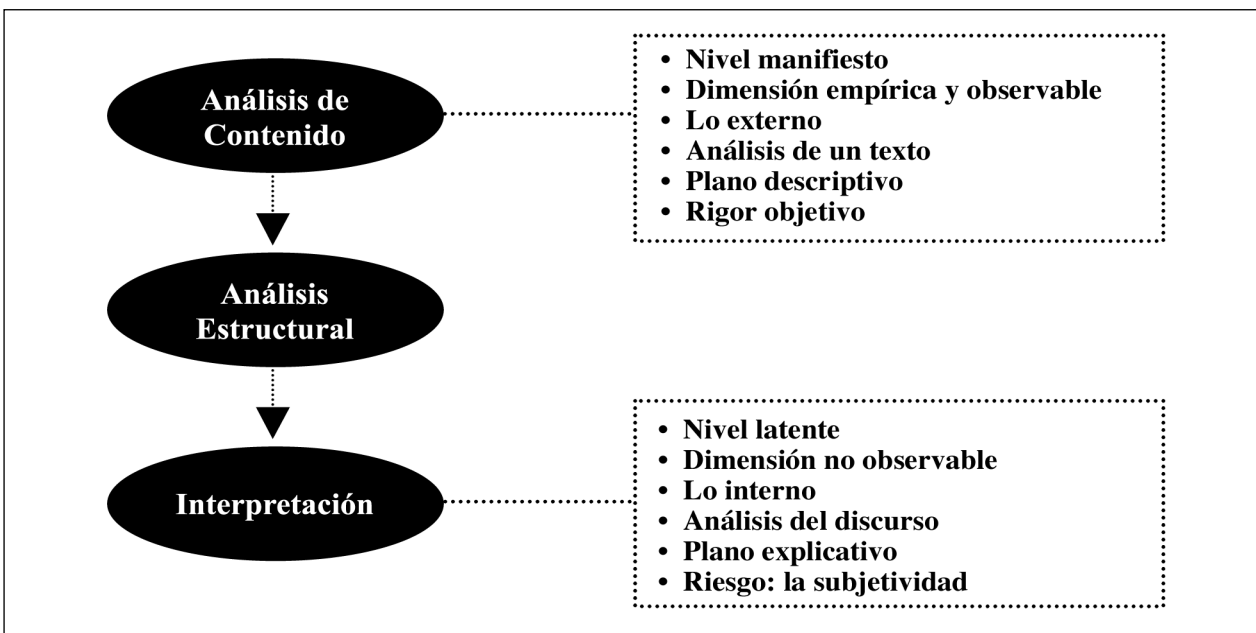 Análisis de
Contenido
• Nivel manifiesto
• Dimensión empírica y observable
• Lo externo
• Análisis de un texto
• Plano descriptivo
• Rigor objetivo
Análisis
Estructural
Interpretación
• Nivel latente
• Dimensión no observable
• Lo interno
• Análisis del discurso
• Plano explicativo
• Riesgo: la subjetividad